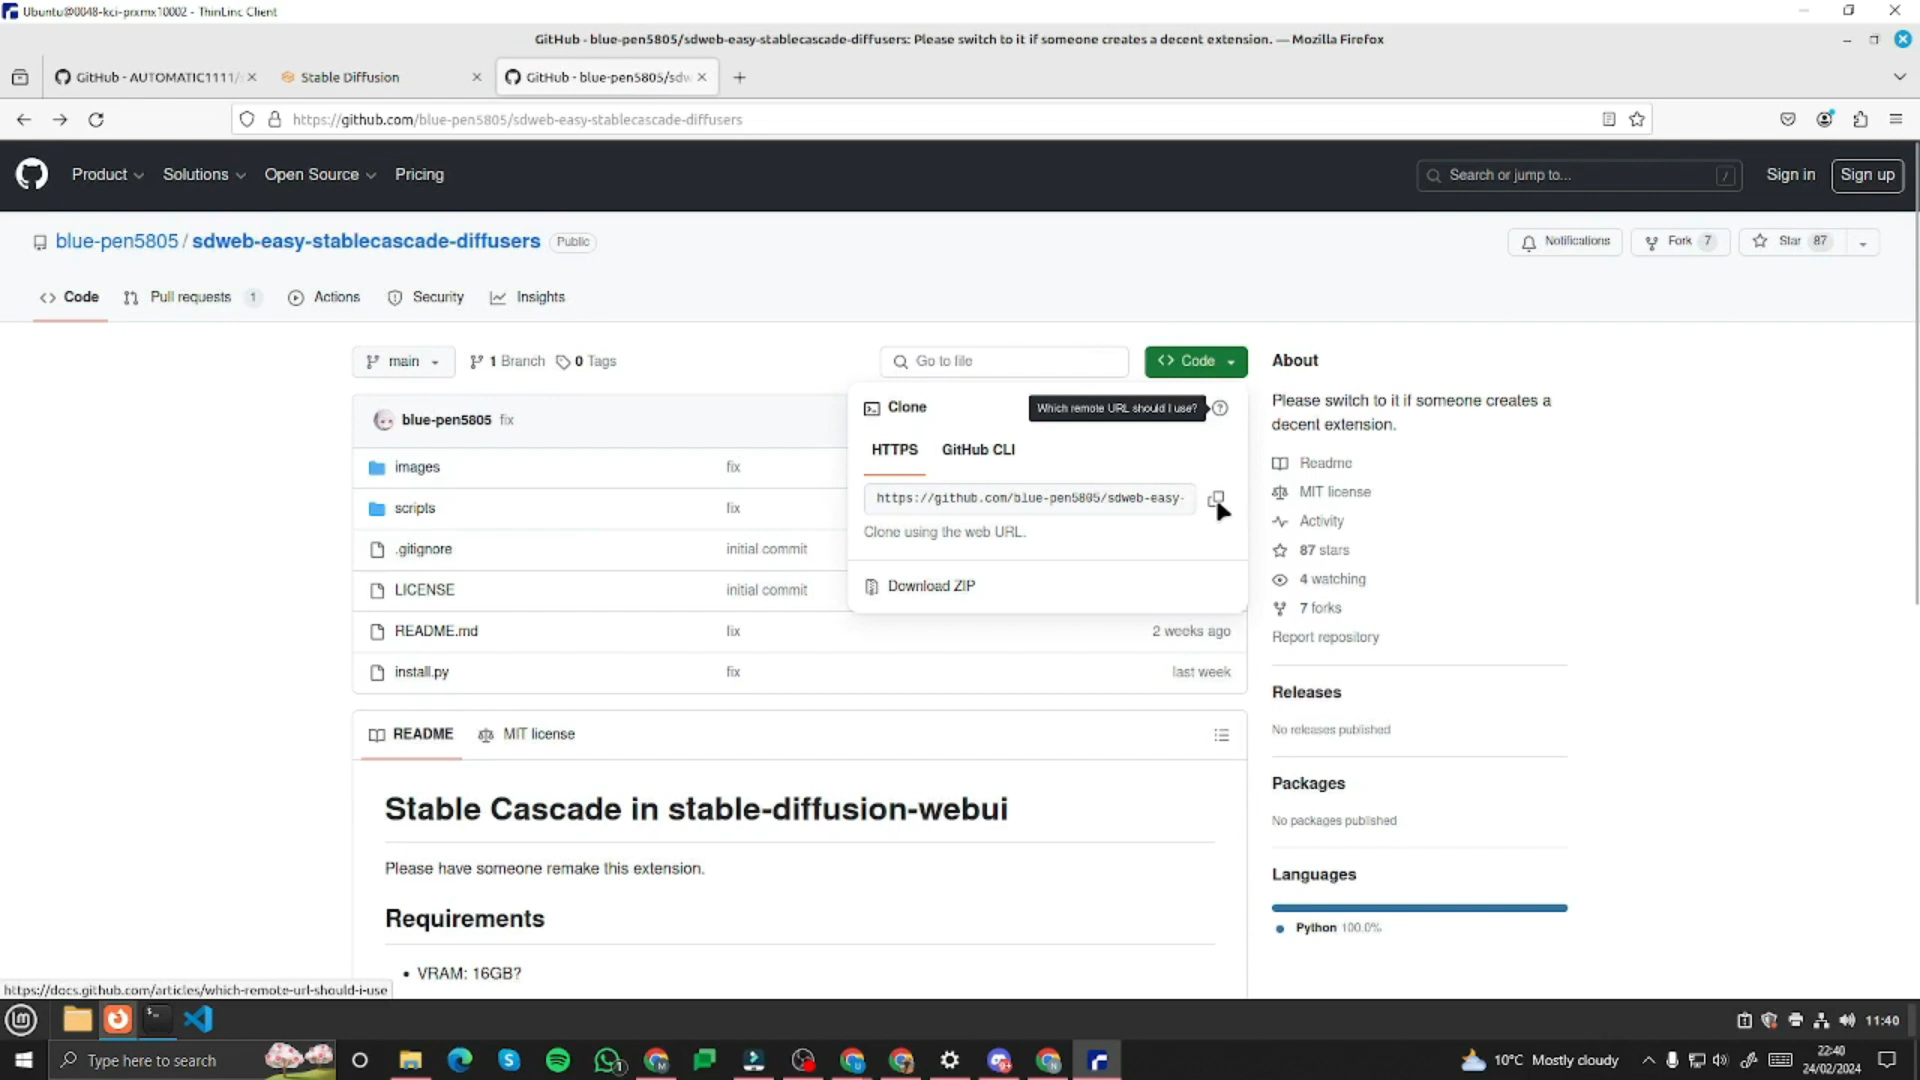 Ubuntu@0048-kci-prxmx10002 - ThinLinc Client
GitHub - blue-pen5805/sdweb-easy-stablecascade-diffusers: Please switch to it if someone creates a decent extension. — Mozilla Firefox
GitHub - AUTOMATIC1111/s
Stable Diffusion
GitHub - blue-pen5805/sdw
https://github.com/blue-pen5805/sdweb-easy-stablecascade-diffusers
Product
Solutions
Open Source
Pricing
Search or jump to...
/
Sign in
Sign up
blue-pen5805 / sdweb-easy-stablecascade-diffusers
Public
Notifications
Fork 7
Star 87
Code
Pull requests 1
Actions
Security
Insights
main
1 Branch
0 Tags
Go to file
Code
About
Please switch to it if someone creates a
decent extension.
Clone
Which remote URL should I use?
HTTPS
GitHub CLI
https://github.com/blue-pen5805/sdweb-easy-
Clone using the web URL.
Download ZIP
blue-pen5805 fix
images fix
scripts fix
.gitignore initial commit
LICENSE initial commit
README.md fix 2 weeks ago
install.py fix last week
Readme
MIT license
Activity
87 stars
4 watching
7 forks
Report repository
Releases
No releases published
Packages
No packages published
Languages
Python 100.0%
README
MIT license
Stable Cascade in stable-diffusion-webui
Please have someone remake this extension.
Requirements
• VRAM: 16GB?
https://docs.github.com/articles/which-remote-url-should-i-use
11:40
Type here to search
10°C Mostly cloudy
22:40
24/02/2024